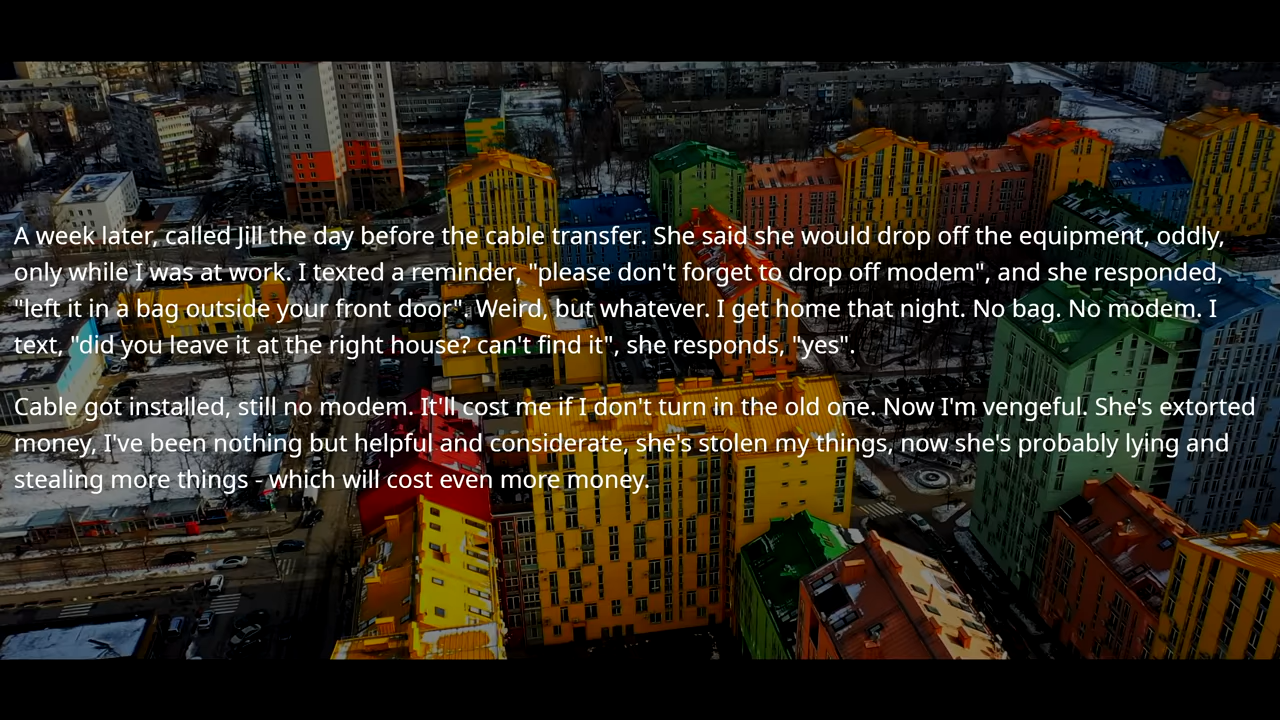 A week later, called Jill the day before the cable transfer. She said she would drop off the equipment, oddly,
only while I was at work. I texted a reminder, "please don't forget to drop off modem", and she responded,
"left it in a bag outside your front door". Weird, but whatever. I get home that night. No bag. No modem. I
text, "did you leave it at the right house? can't find it", she responds, "yes".
Cable got installed, still no modem. It'll cost me if I don't turn in the old one. Now I'm vengeful. She's extorted
money, I've been nothing but helpful and considerate, she's stolen my things, now she's probably lying and
stealing more things - which will cost even more money.